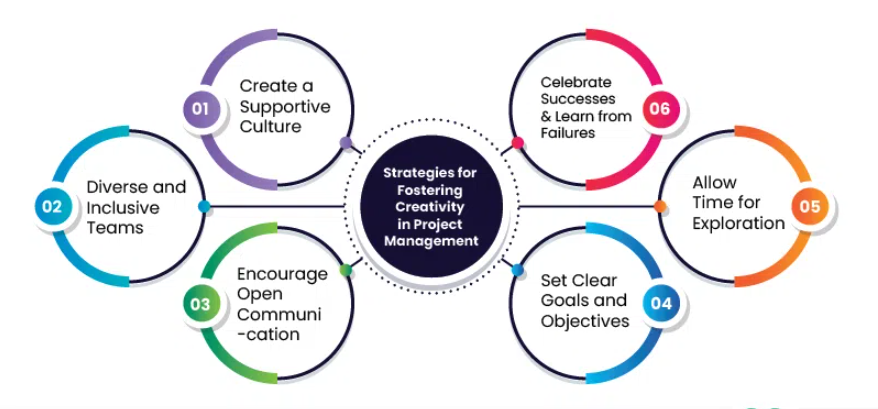 Strategies for
Fostering
Creativity
in Project
Management
01
Create a
Supportive
Culture
02
Diverse and
Inclusive
Teams
03
Encourage
Open
Communi
-cation
04
Set Clear
Goals and
Objectives
05
Allow
Time for
Exploration
06
Celebrate
Successes
& Learn from
Failures